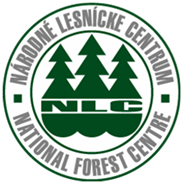 NÁRODNÉ LESNÍCKE CENTRUM
NLC
- NATIONAL FOREST CENTRE -